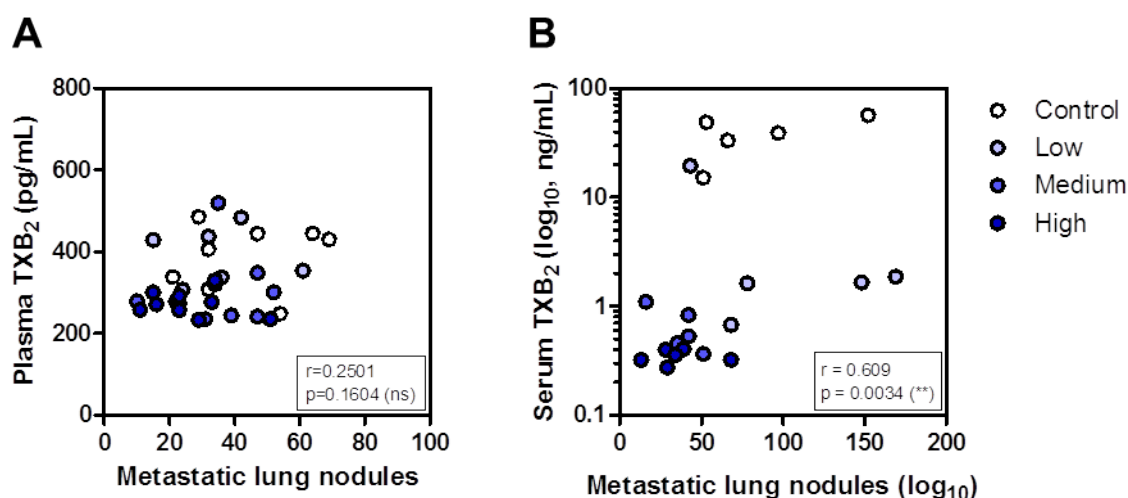 A
Plasma TXB2 (pg/mL)
800
600
400
200
0
0 20 40 60 80 100
Metastatic lung nodules
r=0.2501
p=0.1604 (ns)
B
Serum TXB2 (log10, ng/mL)
100
10
1
0.1
0 50 100 150 200
Metastatic lung nodules (log10)
r = 0.609
p = 0.0034 (**)
Control
Low
Medium
High